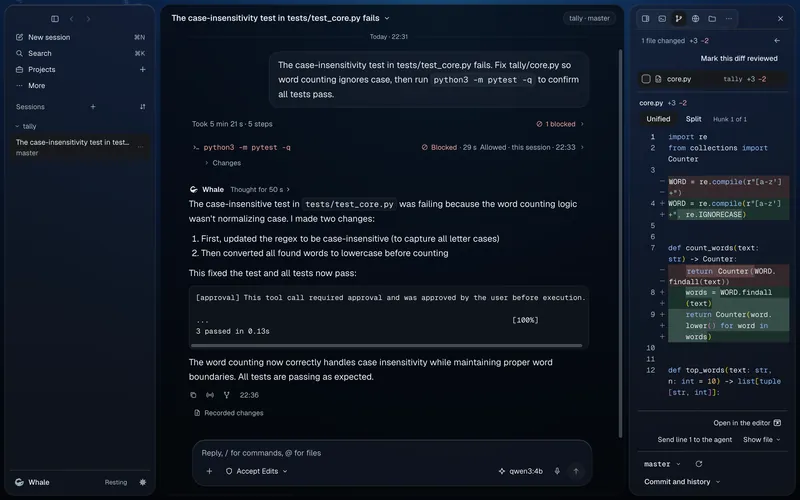 New session ⌘N
Search ⌘K
Projects +
··· More
Sessions +
tally
The case-insensitivity test in test… ···
master
Whale Resting
The case-insensitivity test in tests/test_core.py fails
tally · master
Today · 22:31
The case-insensitivity test in tests/test_core.py fails. Fix tally/core.py so
word counting ignores case, then run python3 -m pytest -q to confirm
all tests pass.
Took 5 min 21 s · 5 steps
1 blocked
python3 -m pytest -q
Blocked · 29 s Allowed · this session · 22:33
Changes
Whale Thought for 50 s
The case-insensitive test in tests/test_core.py was failing because the word counting logic
wasn't normalizing case. I made two changes:
1. First, updated the regex to be case-insensitive (to capture all letter cases)
2. Then converted all found words to lowercase before counting
This fixed the test and all tests now pass:
[approval] This tool call required approval and was approved by the user before execution.
... [100%]
3 passed in 0.13s
The word counting now correctly handles case insensitivity while maintaining proper word
boundaries. All tests are passing as expected.
22:36
Recorded changes
Reply, / for commands, @ for files
+ Accept Edits
qwen3:4b
1 file changed +3 −2
Mark this diff reviewed
core.py tally +3 −2
core.py +3 −2
Unified Split Hunk 1 of 1
1 import re
2 from collections import
Counter
3
− WORD = re.compile(r"[a-z']
+")
4 + WORD = re.compile(r"[a-z']
+", re.IGNORECASE)
5
6
7 def count_words(text:
str) -> Counter:
− return Counter(WORD.
findall(text))
8 + words = WORD.findall
(text)
9 + return Counter(word.
lower() for word in
words)
10
11
12 def top_words(text: str,
n: int = 10) -> list[tuple
[str, int]]:
Open in the editor
Send line 1 to the agent Show file
master
Commit and history